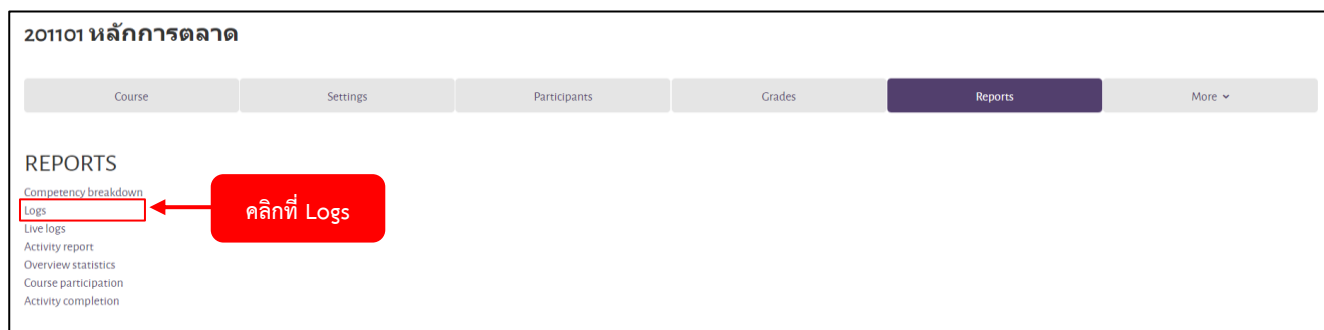 201101 หลักการตลาด
Course Settings Participants Grades Reports More
REPORTS
Competency breakdown
Logs
คลิกที่ Logs
Live logs
Activity report
Overview statistics
Course participation
Activity completion